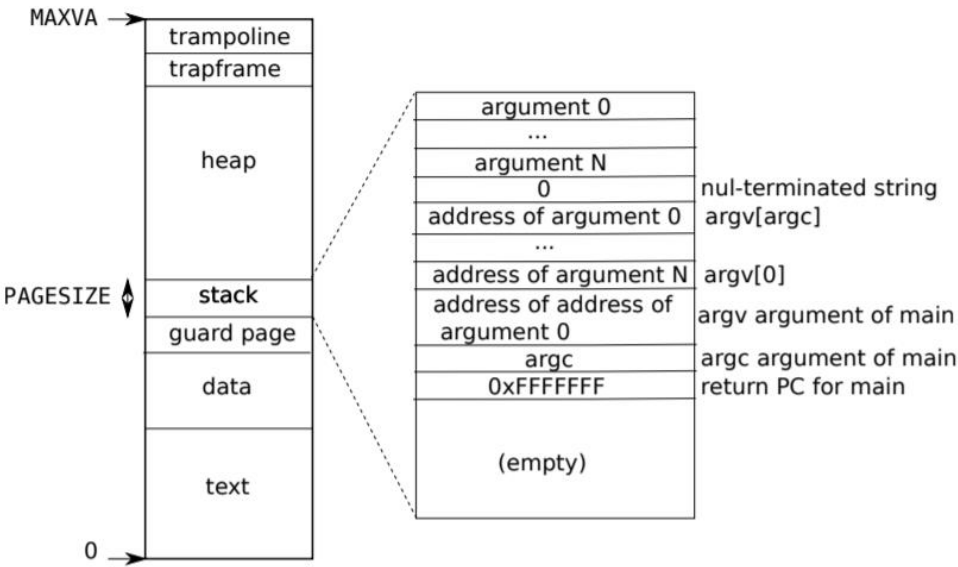 MAXVA
trampoline
trapframe
heap
PAGESIZE
stack
guard page
data
text
0
argument 0
...
argument N
0 nul-terminated string
address of argument 0 argv[argc]
...
address of argument N argv[0]
address of address of
argument 0
argv argument of main
argc argc argument of main
0xFFFFFFF return PC for main
(empty)